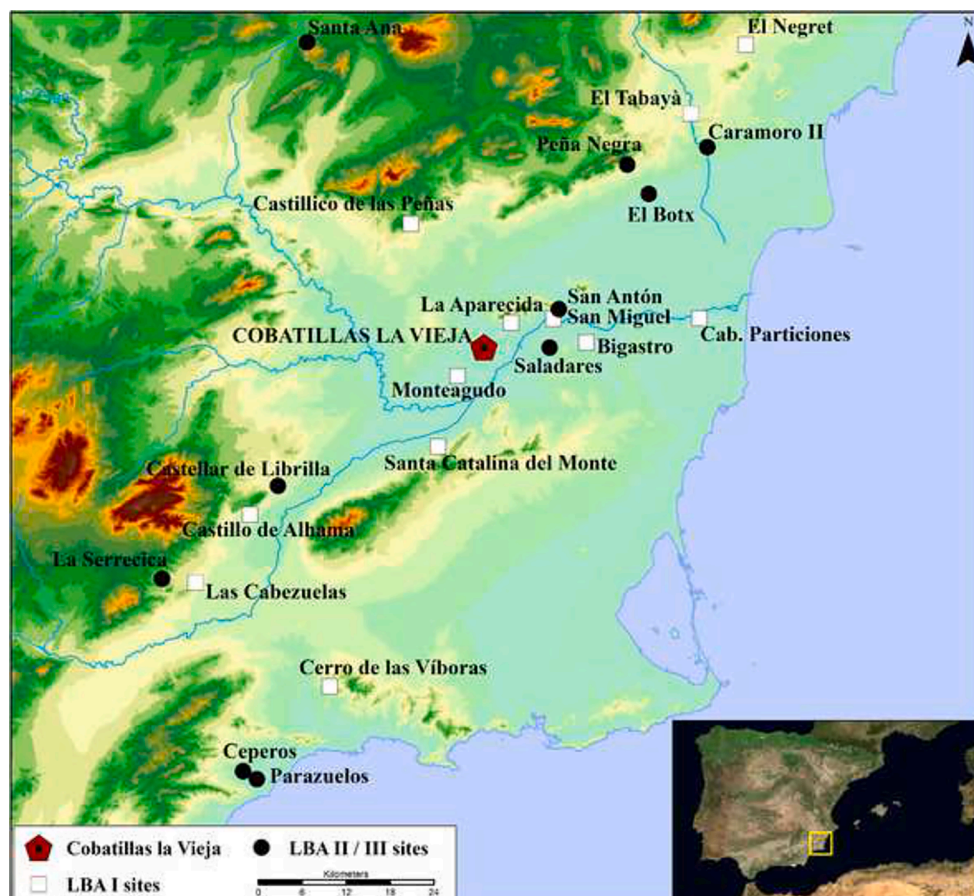 Santa Ana
El Negret
N
El Tabayà
Caramoro II
Peña Negra
El Botx
Castillico de las Peñas
San Antón
La Aparecida
San Miguel
Cab. Particiones
COBATILLAS LA VIEJA
Bigastro
Saladares
Monteagudo
Santa Catalina del Monte
Castellar de Librilla
Castillo de Alhama
La Serrecica
Las Cabezuelas
Cerro de las Víboras
Ceperos
Parazuelos
Cobatillas la Vieja
LBA II / III sites
LBA I sites
Kilometers
0 6 12 18 24